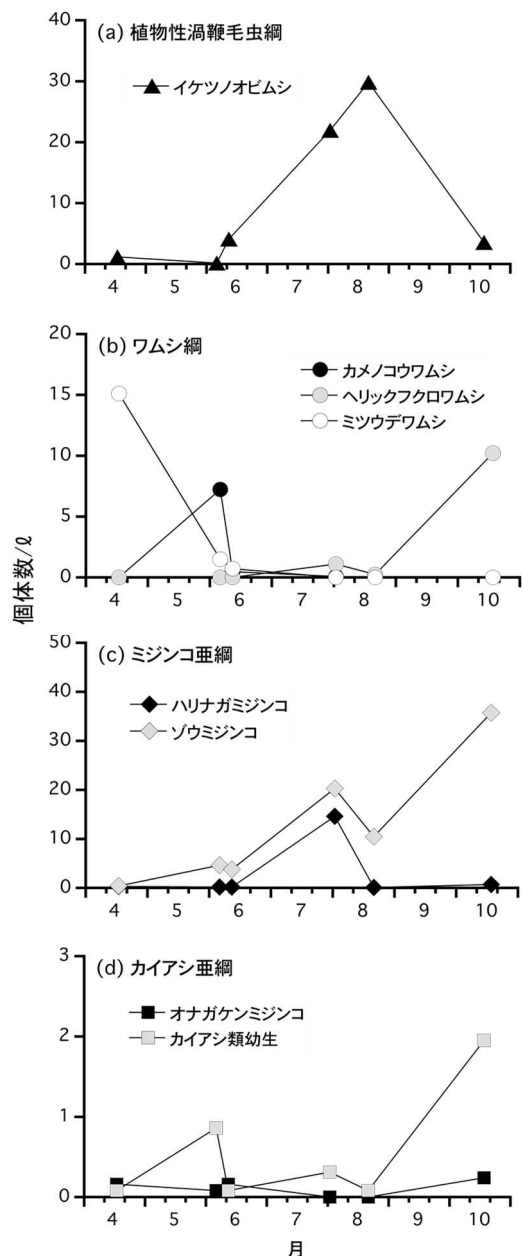 (a) 植物性渦鞭毛虫綱
イケツノオビムシ
40
30
20
10
0
4 5 6 7 8 9 10
(b) ワムシ綱
カメノコウワムシ
ヘリックフクロワムシ
ミツウデワムシ
20
15
10
5
0
4 5 6 7 8 9 10
個体数/ℓ
(c) ミジンコ亜綱
ハリナガミジンコ
ゾウミジンコ
50
40
30
20
10
0
4 5 6 7 8 9 10
(d) カイアシ亜綱
オナガケンミジンコ
カイアシ類幼生
3
2
1
0
4 5 6 7 8 9 10
月